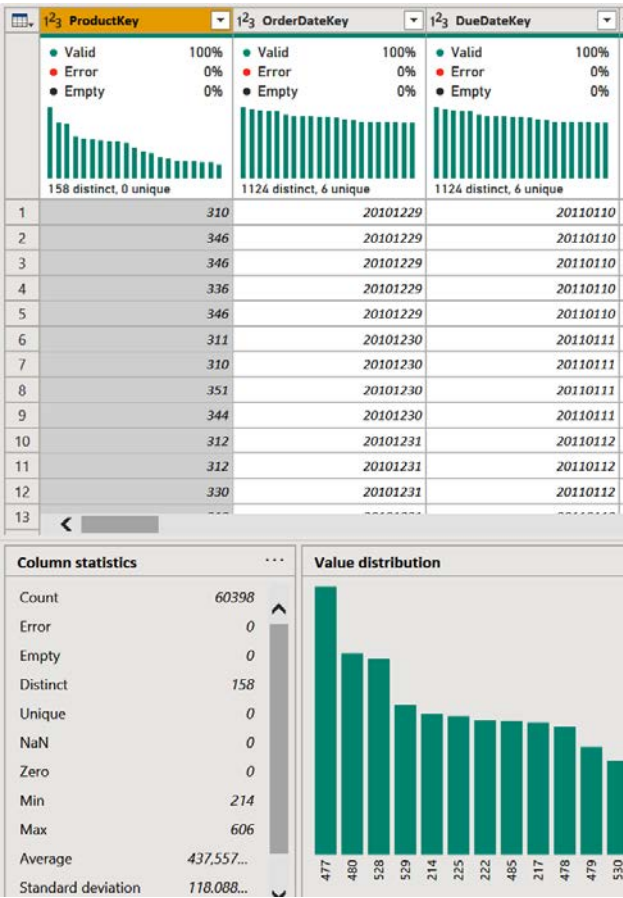 1²3 ProductKey 1²3 OrderDateKey 1²3 DueDateKey
Valid 100% Valid 100% Valid 100%
Error 0% Error 0% Error 0%
Empty 0% Empty 0% Empty 0%
158 distinct, 0 unique 1124 distinct, 6 unique 1124 distinct, 6 unique
1 310 20101229 20110110
2 346 20101229 20110110
3 346 20101229 20110110
4 336 20101229 20110110
5 346 20101229 20110110
6 311 20101230 20110111
7 310 20101230 20110111
8 351 20101230 20110111
9 344 20101230 20110111
10 312 20101231 20110112
11 312 20101231 20110112
12 330 20101231 20110112
13
Column statistics ...
Count 60398
Error 0
Empty 0
Distinct 158
Unique 0
NaN 0
Zero 0
Min 214
Max 606
Average 437,557...
Standard deviation 118.088...
Value distribution
477 480 528 529 214 225 222 485 217 478 479 530